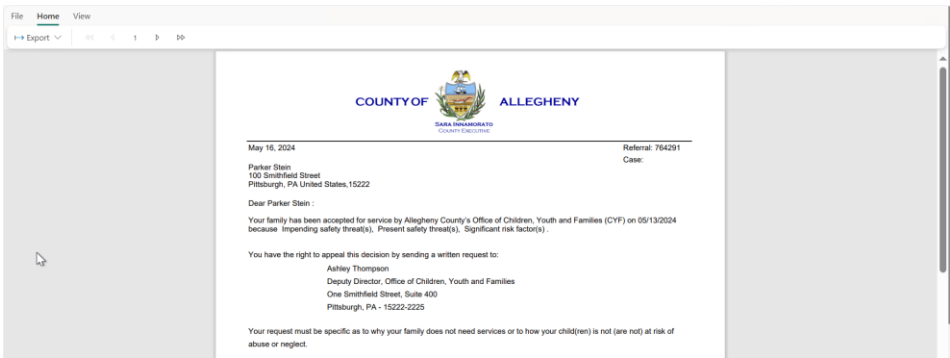 File Home View
Export 1
COUNTY OF ALLEGHENY
SARA INNAMORATO
COUNTY EXECUTIVE
May 16, 2024 Referral: 764291
Case:
Parker Stein
100 Smithfield Street
Pittsburgh, PA United States,15222
Dear Parker Stein :
Your family has been accepted for service by Allegheny County's Office of Children, Youth and Families (CYF) on 05/13/2024
because Impending safety threat(s), Present safety threat(s), Significant risk factor(s) .
You have the right to appeal this decision by sending a written request to:
Ashley Thompson
Deputy Director, Office of Children, Youth and Families
One Smithfield Street, Suite 400
Pittsburgh, PA - 15222-2225
Your request must be specific as to why your family does not need services or to how your child(ren) is not (are not) at risk of
abuse or neglect.